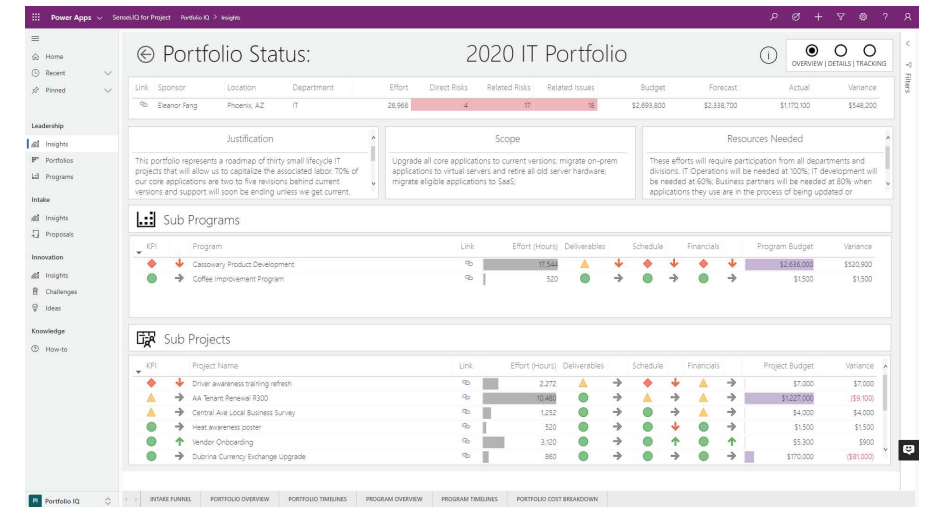 Power Apps Sensei.IQ for Project Portfolio IQ > Insights
Home
Recent
Pinned
Leadership
Insights
Portfolios
Programs
Intake
Insights
Proposals
Innovation
Insights
Challenges
Ideas
Knowledge
How-to
PI Portfolio IQ
Portfolio Status: 2020 IT Portfolio
OVERVIEW | DETAILS | TRACKING
Filters
Link Sponsor Location Department Effort Direct Risks Related Risks Related Issues Budget Forecast Actual Variance
Eleanor Fang Phoenix, AZ IT 26,966 4 17 18 $2,693,800 $2,338,700 $1,170,100 $548,200
Justification
This portfolio represents a roadmap of thirty small lifecycle IT
projects that will allow us to capitalize the associated labor. 70% of
our core applications are two to five revisions behind current
versions and support will soon be ending unless we get current.
Scope
Upgrade all core applications to current versions; migrate on-prem
applications to virtual servers and retire all old server hardware;
migrate eligible applications to SaaS;
Resources Needed
These efforts will require participation from all departments and
divisions. IT Operations will be needed at 100%; IT development will
be needed at 60%; Business partners will be needed at 80% when
applications they use are in the process of being updated or
Sub Programs
KPI Program Link Effort (Hours) Deliverables Schedule Financials Program Budget Variance
Cassowary Product Development 17,544 $2,636,000 $520,900
Coffee Improvement Program 520 $1,500 $1,500
Sub Projects
KPI Project Name Link Effort (Hours) Deliverables Schedule Financials Project Budget Variance
Driver awareness training refresh 2,272 $7,000 $7,000
AA Tenant Renewal R300 10,480 $1,227,000 ($9,100)
Central Ave Local Business Survey 1,252 $4,000 $4,000
Heat awareness poster 520 $1,500 $1,500
Vendor Onboarding 3,120 $5,300 $900
Dubrina Currency Exchange Upgrade 860 $170,000 ($81,000)
INTAKE FUNNEL PORTFOLIO OVERVIEW PORTFOLIO TIMELINES PROGRAM OVERVIEW PROGRAM TIMELINES PORTFOLIO COST BREAKDOWN